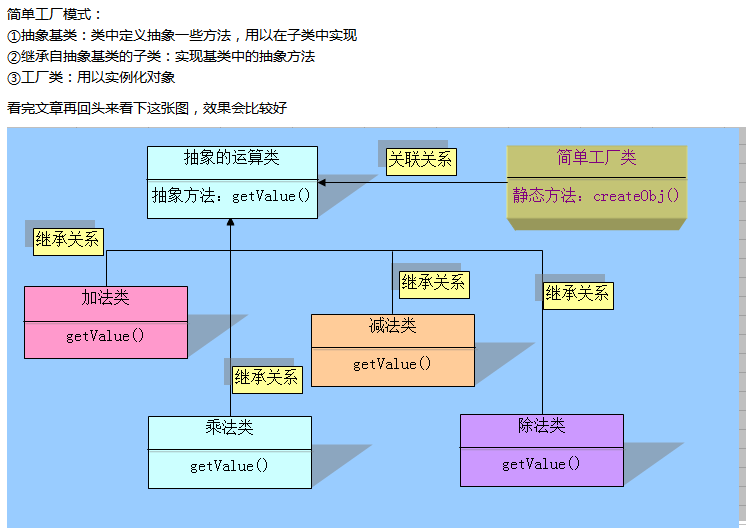 简单工厂模式：
①抽象基类：类中定义抽象一些方法，用以在子类中实现
②继承自抽象基类的子类：实现基类中的抽象方法
③工厂类：用以实例化对象
看完文章再回头来看下这张图，效果会比较好
抽象的运算类
抽象方法：getValue()
关联关系
简单工厂类
静态方法：createObj()
继承关系
加法类
getValue()
继承关系
减法类
getValue()
继承关系
继承关系
乘法类
getValue()
除法类
getValue()